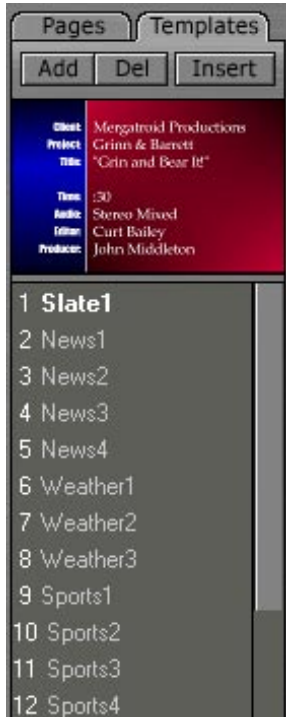 Pages Templates
Add Del Insert
Client: Mergatroid Productions
Project: Grinn & Barrett
Title: "Grin and Bear It!"
Time: :30
Audio: Stereo Mixed
Editor: Curt Bailey
Producer: John Middleton
1 Slate1
2 News1
3 News2
4 News3
5 News4
6 Weather1
7 Weather2
8 Weather3
9 Sports1
10 Sports2
11 Sports3
12 Sports4